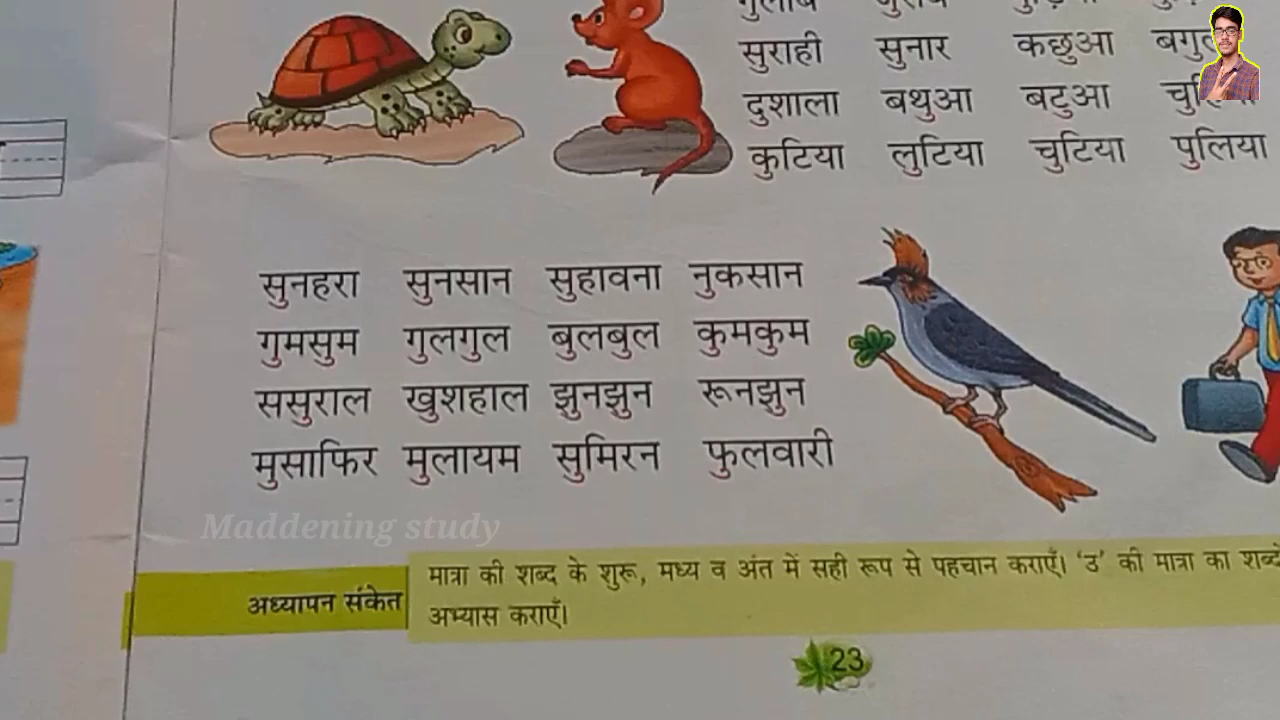 सुराही सुनार कछुआ
दुशाला बथुआ बटुआ
कुटिया लुटिया चुटिया पुलिया
सुनहरा सुनसान सुहावना नुकसान
गुमसुम गुलगुल बुलबुल कुमकुम
ससुराल खुशहाल झुनझुन रूनझुन
मुसाफिर मुलायम सुमिरन फुलवारी
Maddening study
मात्रा की शब्द के शुरू, मध्य व अंत में सही रूप से पहचान कराएँ। 'उ' की मात्रा का
अध्यापन संकेत
अभ्यास कराएँ।
23